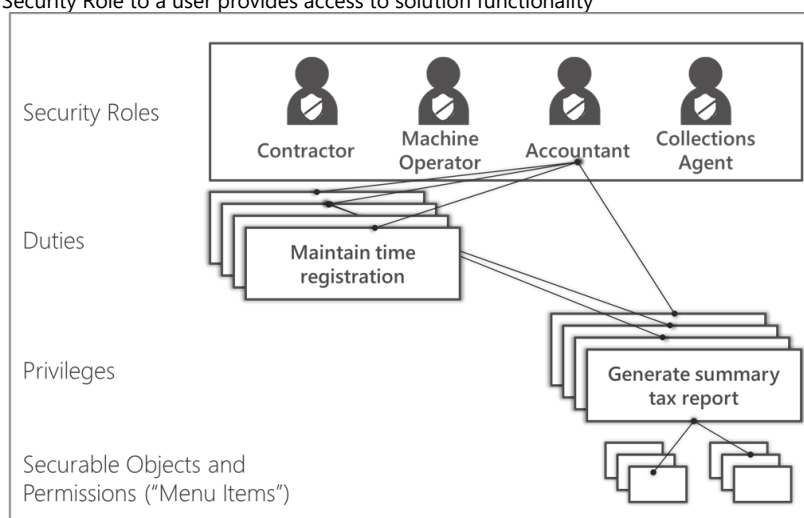 Security Role to a user provides access to solution functionality
Security Roles
Contractor
Machine
Operator
Accountant
Collections
Agent
Duties
Maintain time
registration
Privileges
Generate summary
tax report
Securable Objects and
Permissions (“Menu Items”)